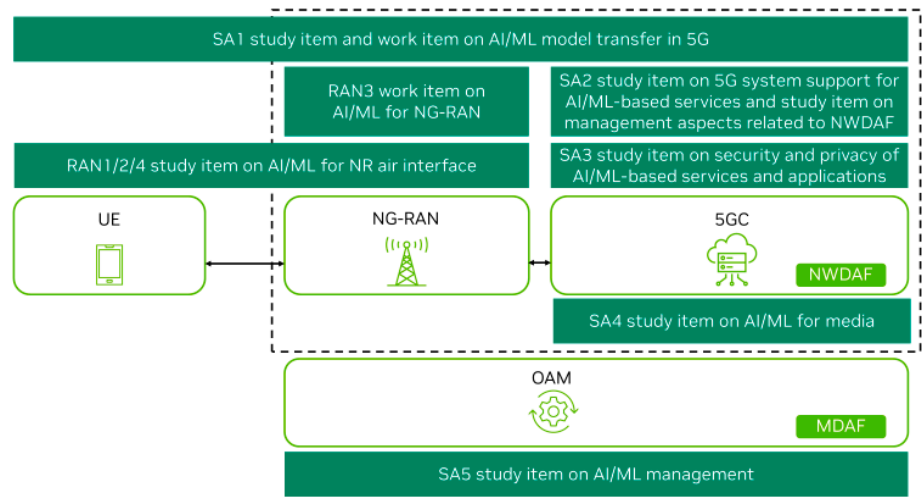 SA1 study item and work item on AI/ML model transfer in 5G
RAN3 work item on
AI/ML for NG-RAN
SA2 study item on 5G system support for
AI/ML-based services and study item on
management aspects related to NWDAF
RAN1/2/4 study item on AI/ML for NR air interface
SA3 study item on security and privacy of
AI/ML-based services and applications
UE
NG-RAN
5GC
NWDAF
SA4 study item on AI/ML for media
OAM
MDAF
SA5 study item on AI/ML management